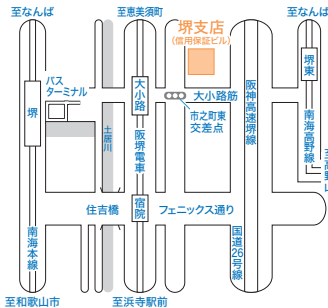 至なんば
至恵美須町
堺支店
(信用保証ビル)
至なんば
バス
ターミナル
堺
大小路
大小路筋
市之町東
交差点
堺東
土居川
阪堺電車
阪神高速堺線
南海高野線
至高野山
住吉橋
宿院
フェニックス通り
南海本線
国道26号線
至和歌山市
至浜寺駅前